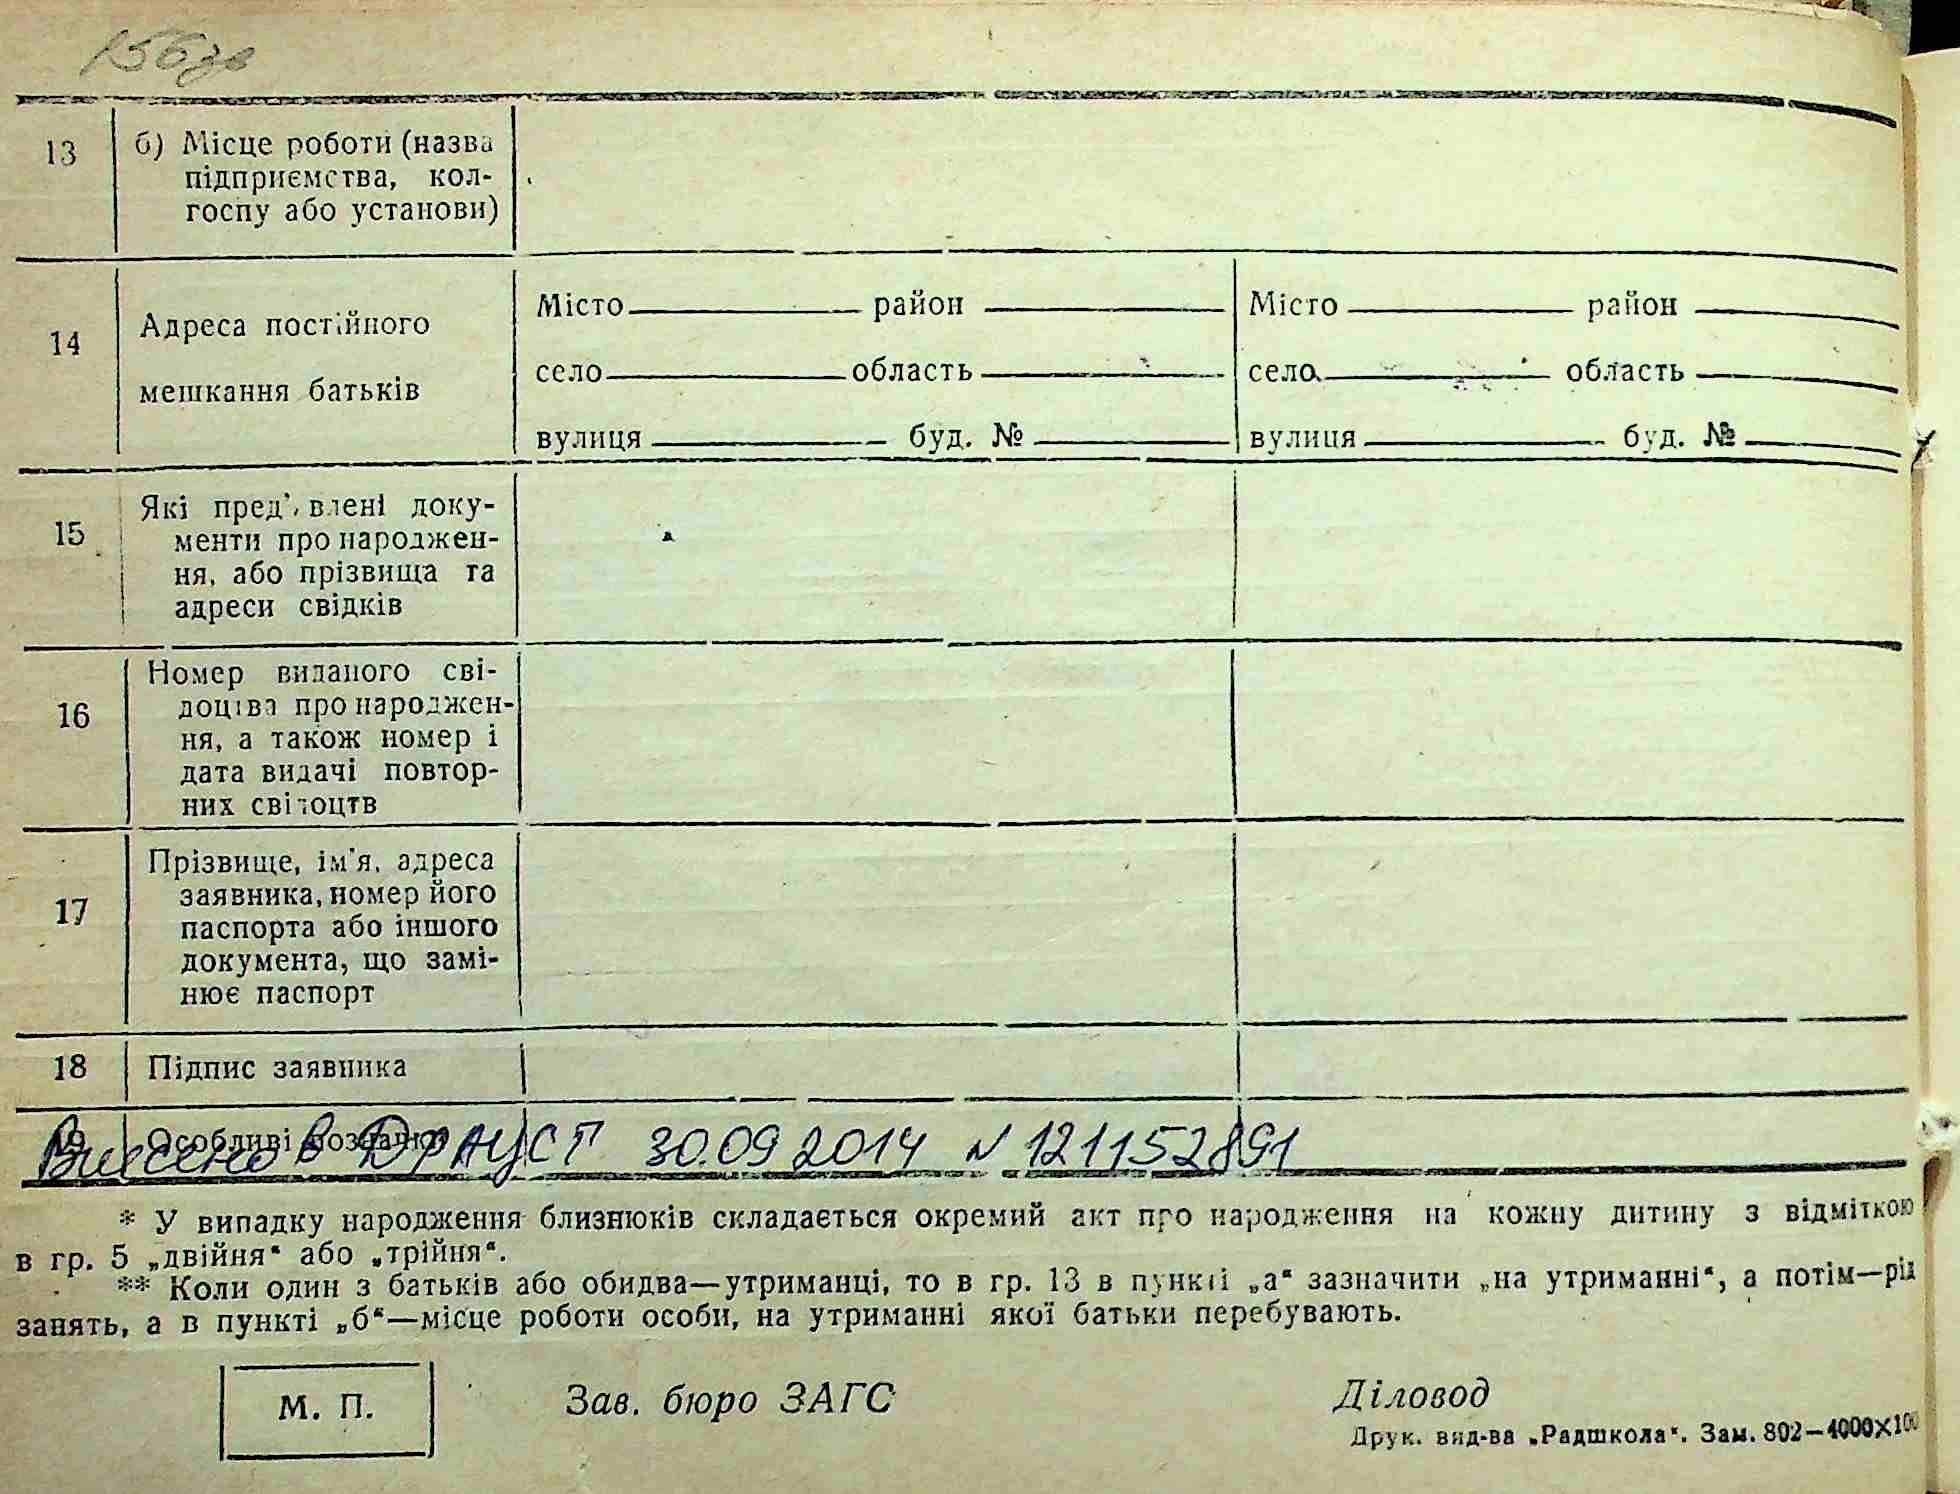 156зв
13 б) Місце роботи (назва
підприємства, кол-
госпу або установи)
14 Адреса постійного
мешкання батьків
Місто район Місто район
село область село область
вулиця буд. № вулиця буд. №
15 Які пред'явлені доку-
менти про народжен-
ня, або прізвища та
адреси свідків
16 Номер виданого сві-
доцтва про народжен-
ня, а також номер і
дата видачі повтор-
них свідоцтв
17 Прізвище, ім'я, адреса
заявника, номер його
паспорта або іншого
документа, що замі-
нює паспорт
18 Підпис заявника
19 Особливі позначки
Внесено в ДРАЦСГ 30.09.2014 N 121152891
* У випадку народження близнюків складається окремий акт про народження на кожну дитину з відміткою
в гр. 5 „двійня“ або „трійня“.
** Коли один з батьків або обидва—утриманці, то в гр. 13 в пункті „а“ зазначити „на утриманні“, а потім—рід
занять, а в пункті „б“—місце роботи особи, на утриманні якої батьки перебувають.
М. П. Зав. бюро ЗАГС Діловод
Друк. вид-ва „Радшкола“. Зам. 802—4000×100